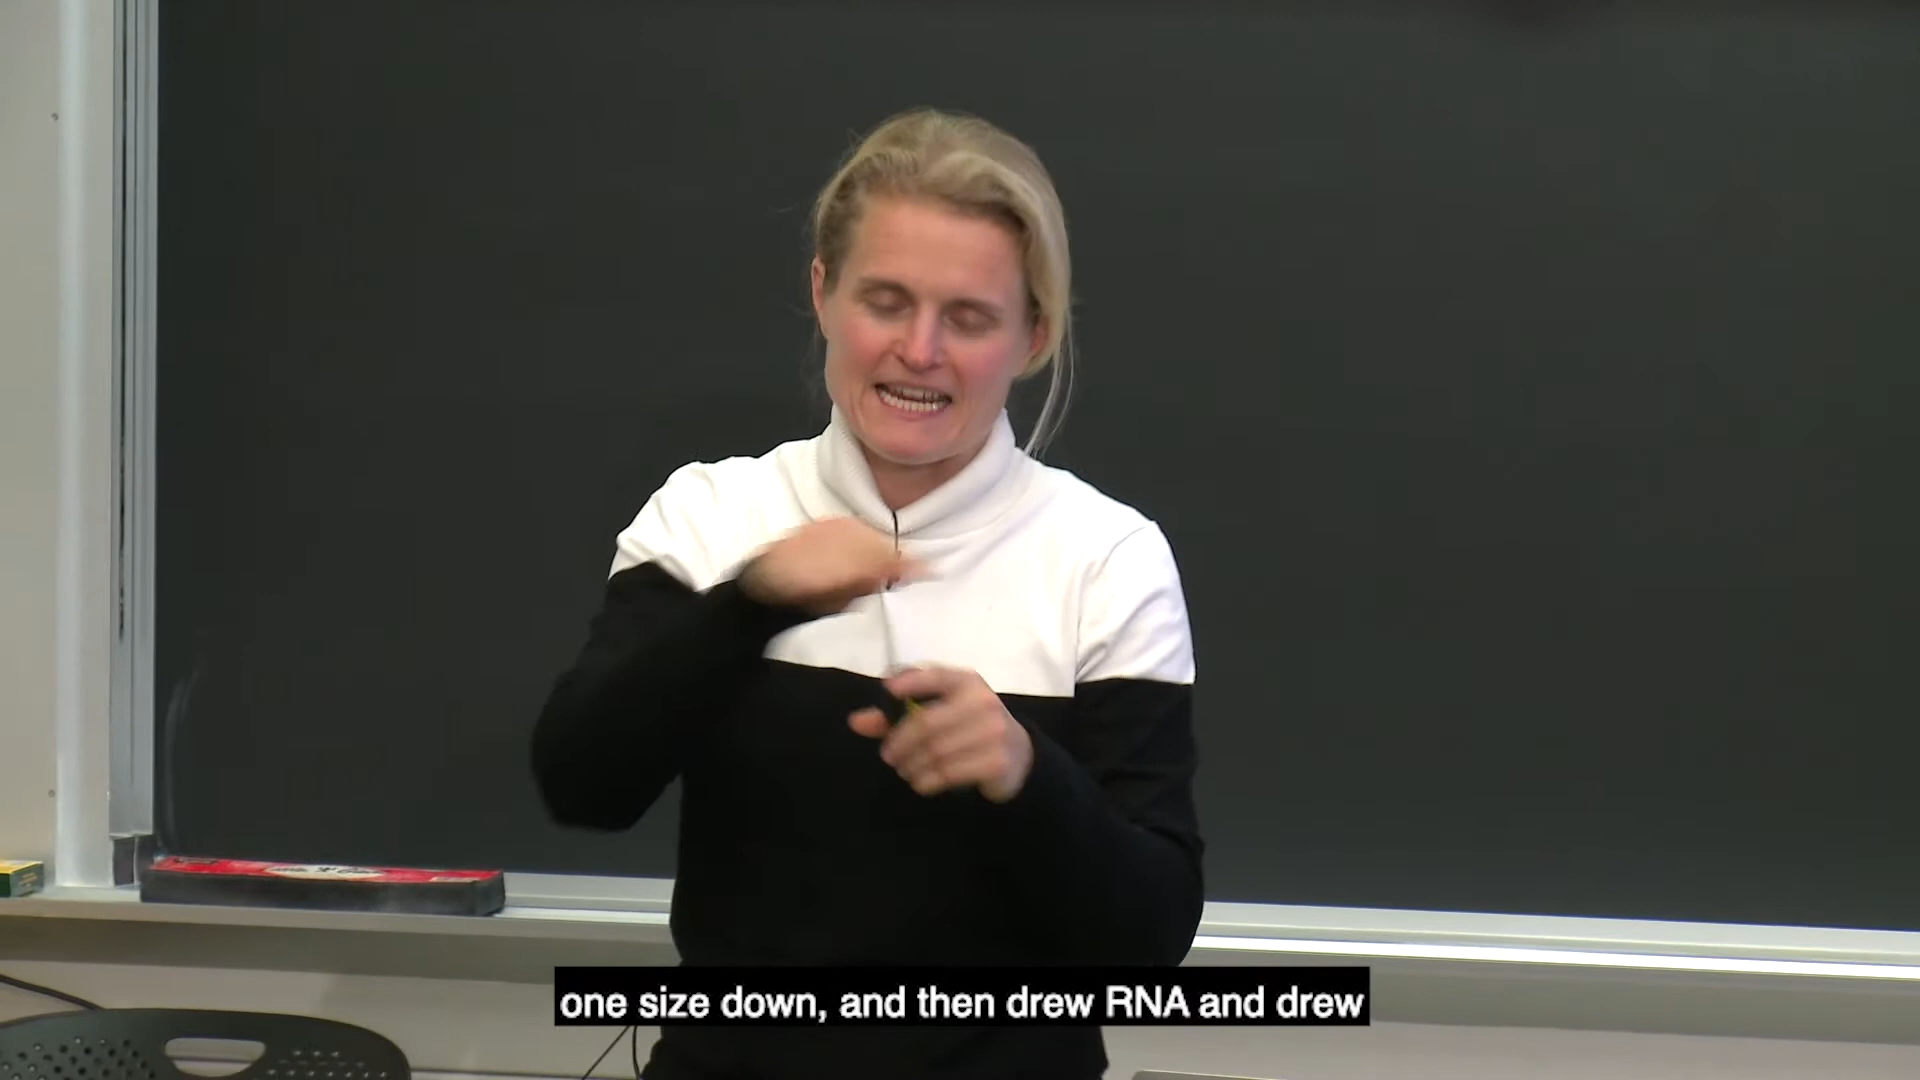 one size down, and then drew RNA and drew